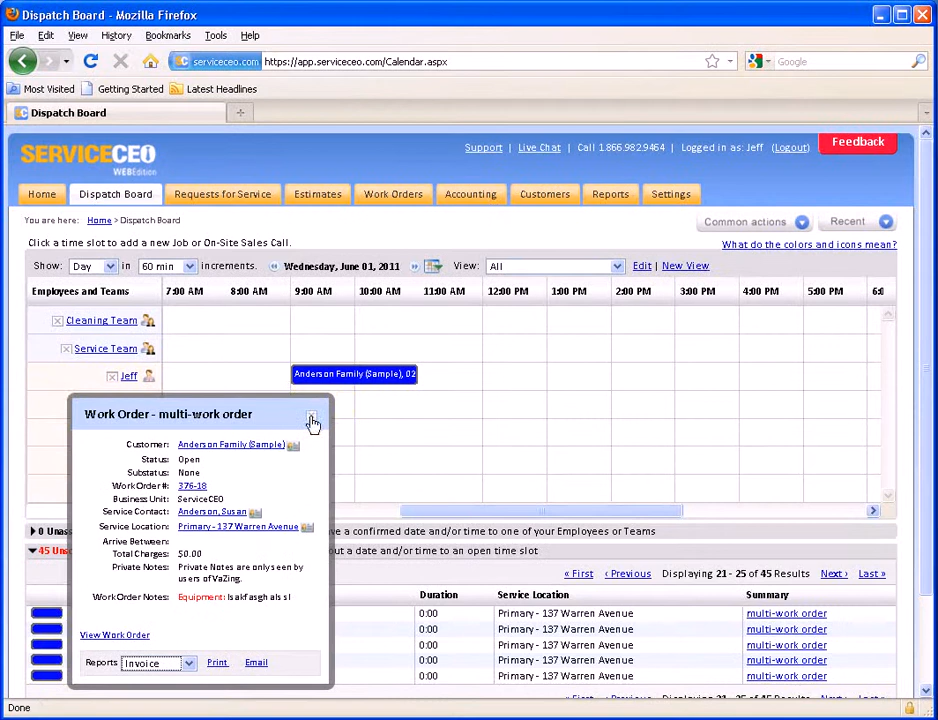 Dispatch Board - Mozilla Firefox
File Edit View History Bookmarks Tools Help
serviceceo.com https://app.serviceceo.com/Calendar.aspx Google
Most Visited Getting Started Latest Headlines
Dispatch Board
SERVICECEO
WEBEdition
Support | Live Chat | Call 1.866.982.9464 | Logged in as: Jeff (Logout) Feedback
Home Dispatch Board Requests for Service Estimates Work Orders Accounting Customers Reports Settings
You are here: Home > Dispatch Board Common actions Recent
Click a time slot to add a new Job or On-Site Sales Call. What do the colors and icons mean?
Show: Day in 60 min increments. Wednesday, June 01, 2011 View: All Edit | New View
Employees and Teams 7:00 AM 8:00 AM 9:00 AM 10:00 AM 11:00 AM 12:00 PM 1:00 PM 2:00 PM 3:00 PM 4:00 PM 5:00 PM
Cleaning Team
Service Team
Jeff Anderson Family (Sample), 02
Work Order - multi-work order
Customer: Anderson Family (Sample)
Status: Open
Substatus: None
Work Order #: 376-18
Business Unit: ServiceCEO
Service Contact: Anderson, Susan
Service Location: Primary - 137 Warren Avenue
Arrive Between:
Total Charges: $0.00
Private Notes: Private Notes are only seen by
users of VaZing.
Work Order Notes: Equipment: lsakfasgh als sl
View Work Order
Reports Invoice Print Email
0 Unass ve a confirmed date and/or time to one of your Employees or Teams
45 Uns out a date and/or time to an open time slot
« First ‹ Previous Displaying 21 - 25 of 45 Results Next › Last »
Duration Service Location Summary
0:00 Primary - 137 Warren Avenue multi-work order
0:00 Primary - 137 Warren Avenue multi-work order
0:00 Primary - 137 Warren Avenue multi-work order
0:00 Primary - 137 Warren Avenue multi-work order
0:00 Primary - 137 Warren Avenue multi-work order
Done